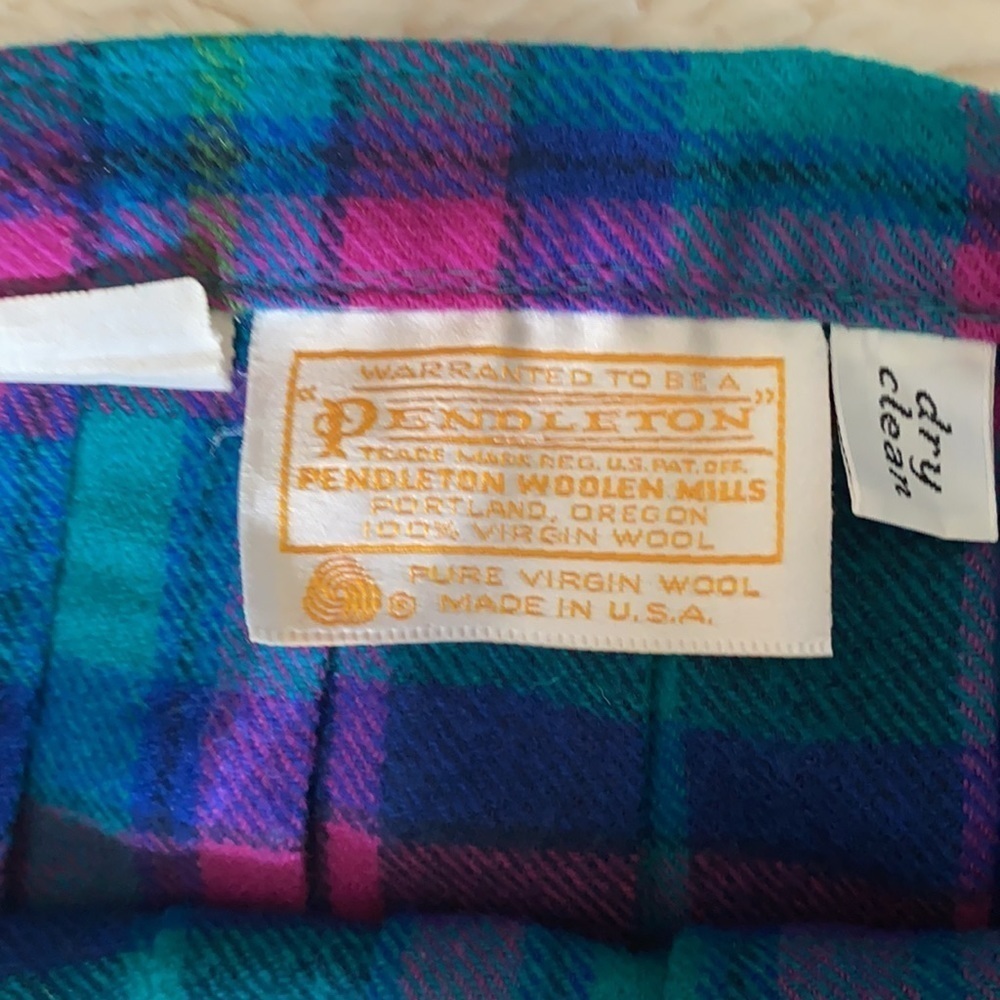 WARRANTED TO BE A
"PENDLETON"
TRADE MARK REG. U.S. PAT. OFF.
PENDLETON WOOLEN MILLS
PORTLAND, OREGON
100% VIRGIN WOOL
PURE VIRGIN WOOL
® MADE IN U.S.A.
dry
clean